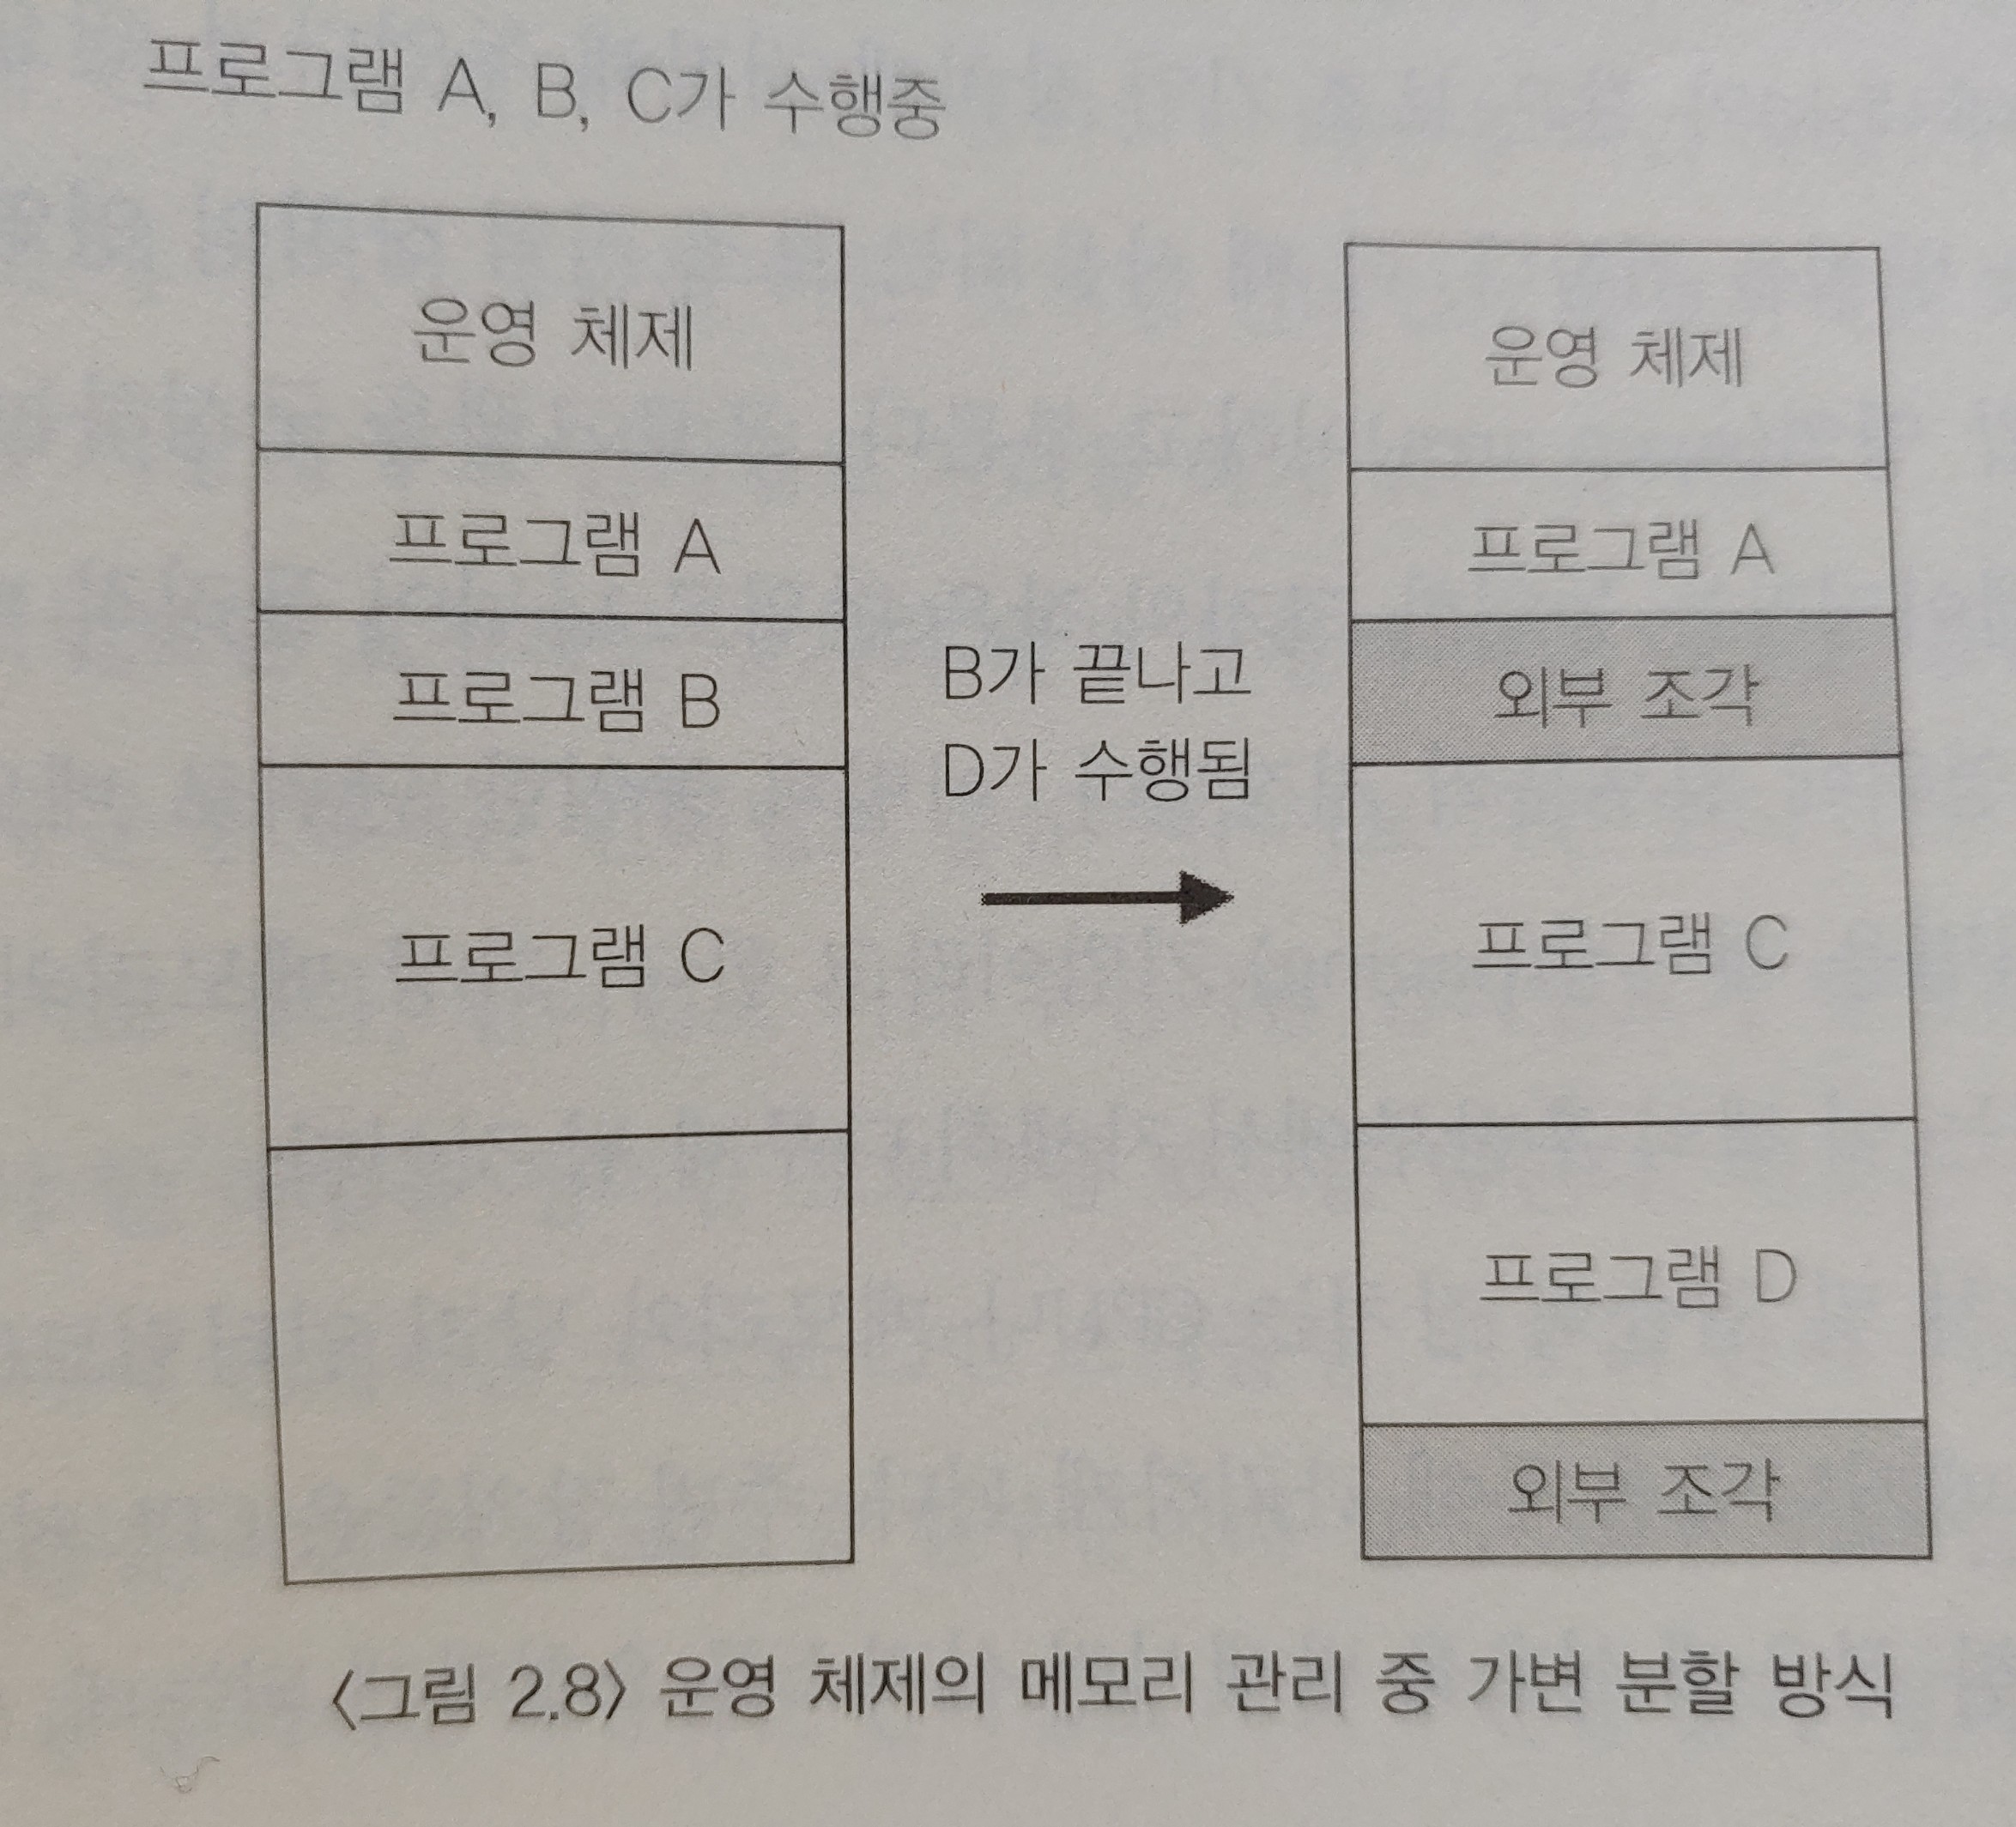 프로그램 A, B, C가 수행중
운영 체제
프로그램 A
프로그램 B
프로그램 C
B가 끝나고
D가 수행됨
운영 체제
프로그램 A
외부 조각
프로그램 C
프로그램 D
외부 조각
〈그림 2.8〉 운영 체제의 메모리 관리 중 가변 분할 방식